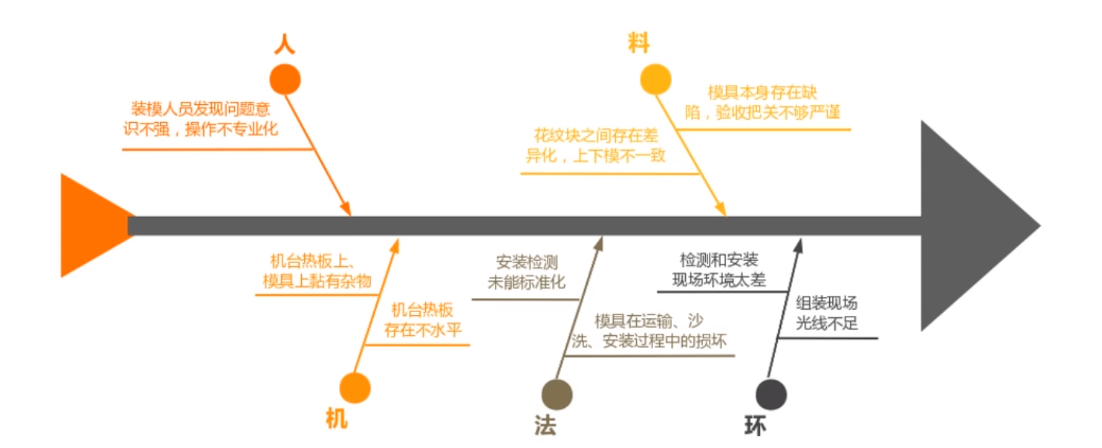 人
装模人员发现问题意
识不强，操作不专业化
料
模具本身存在缺
陷，验收把关不够严谨
花纹块之间存在差
异化，上下模不一致
机台热板上、
模具上黏有杂物
机台热板
存在不水平
机
安装检测
未能标准化
模具在运输、沙
洗、安装过程中的损坏
法
检测和安装
现场环境太差
组装现场
光线不足
环